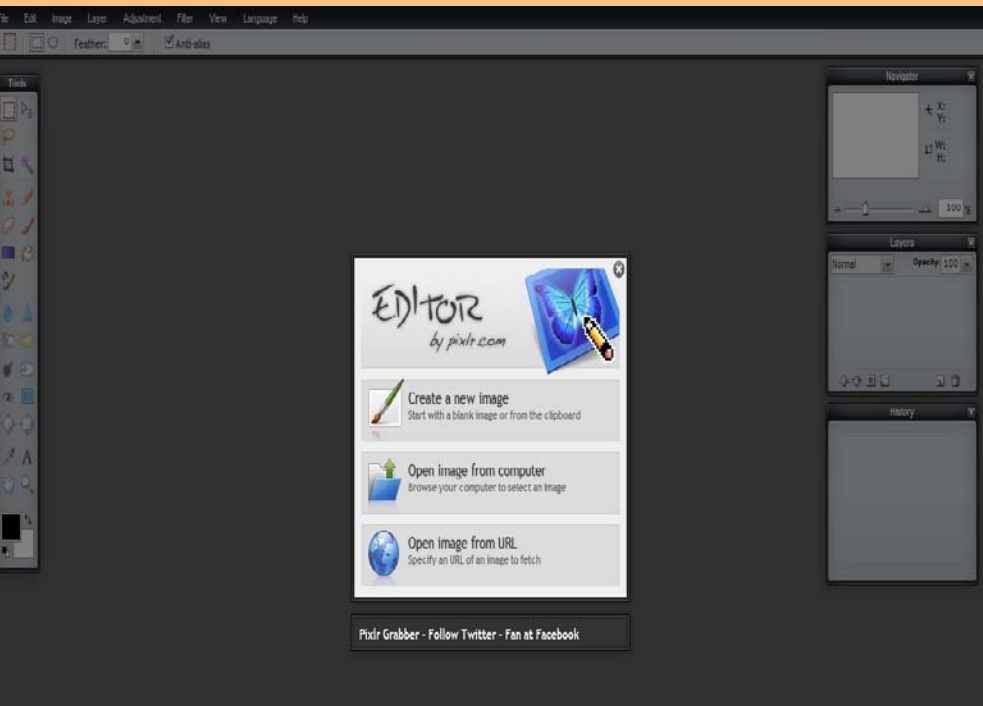 File Edit Image Layer Adjustment Filter View Language Help
Feather: 0 Anti-alias
Tools
Navigator
X:
Y:
W:
H:
100 %
Layers
Normal Opacity: 100
History
EDITOR
by pixlr.com
Create a new image
Start with a blank image or from the clipboard
Open image from computer
Browse your computer to select an image
Open image from URL
Specify an URL of an image to fetch
Pixlr Grabber - Follow Twitter - Fan at Facebook